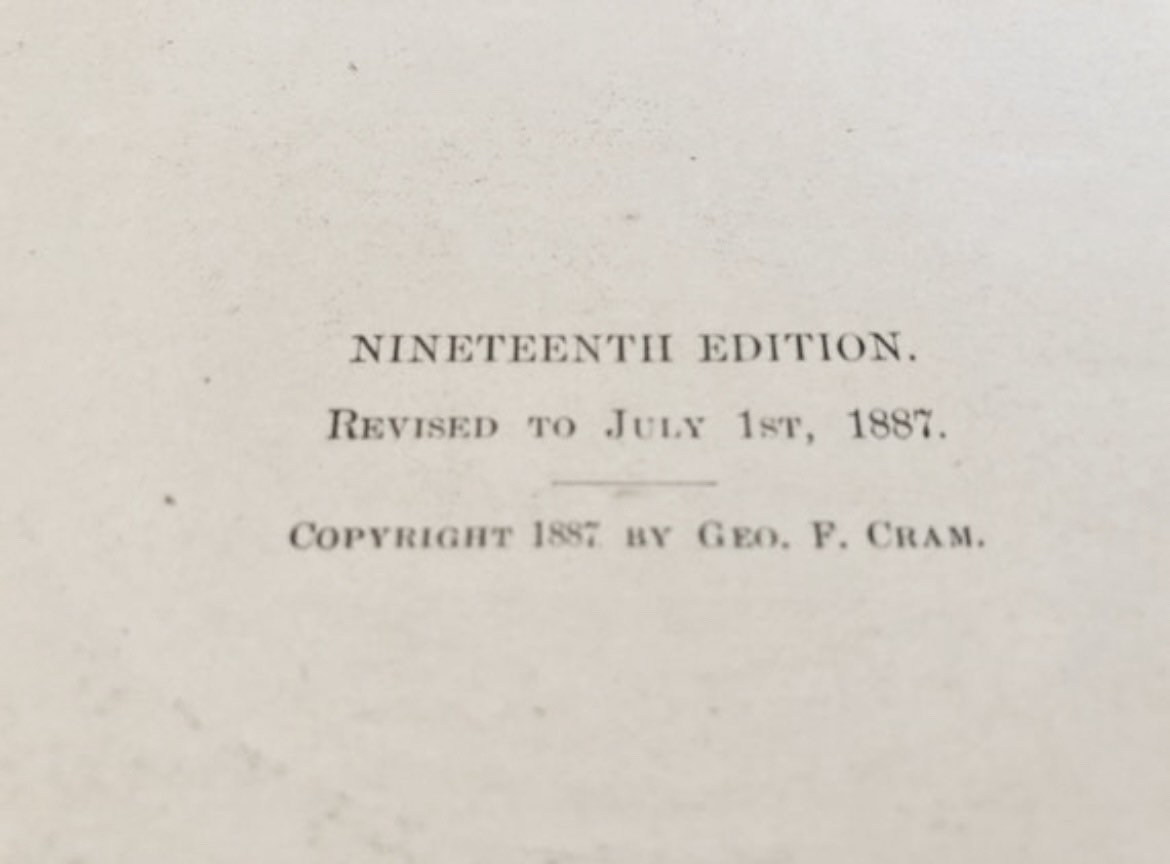 NINETEENTH EDITION.
REVISED TO JULY 1ST, 1887.
COPYRIGHT 1887 BY GEO. F. CRAM.